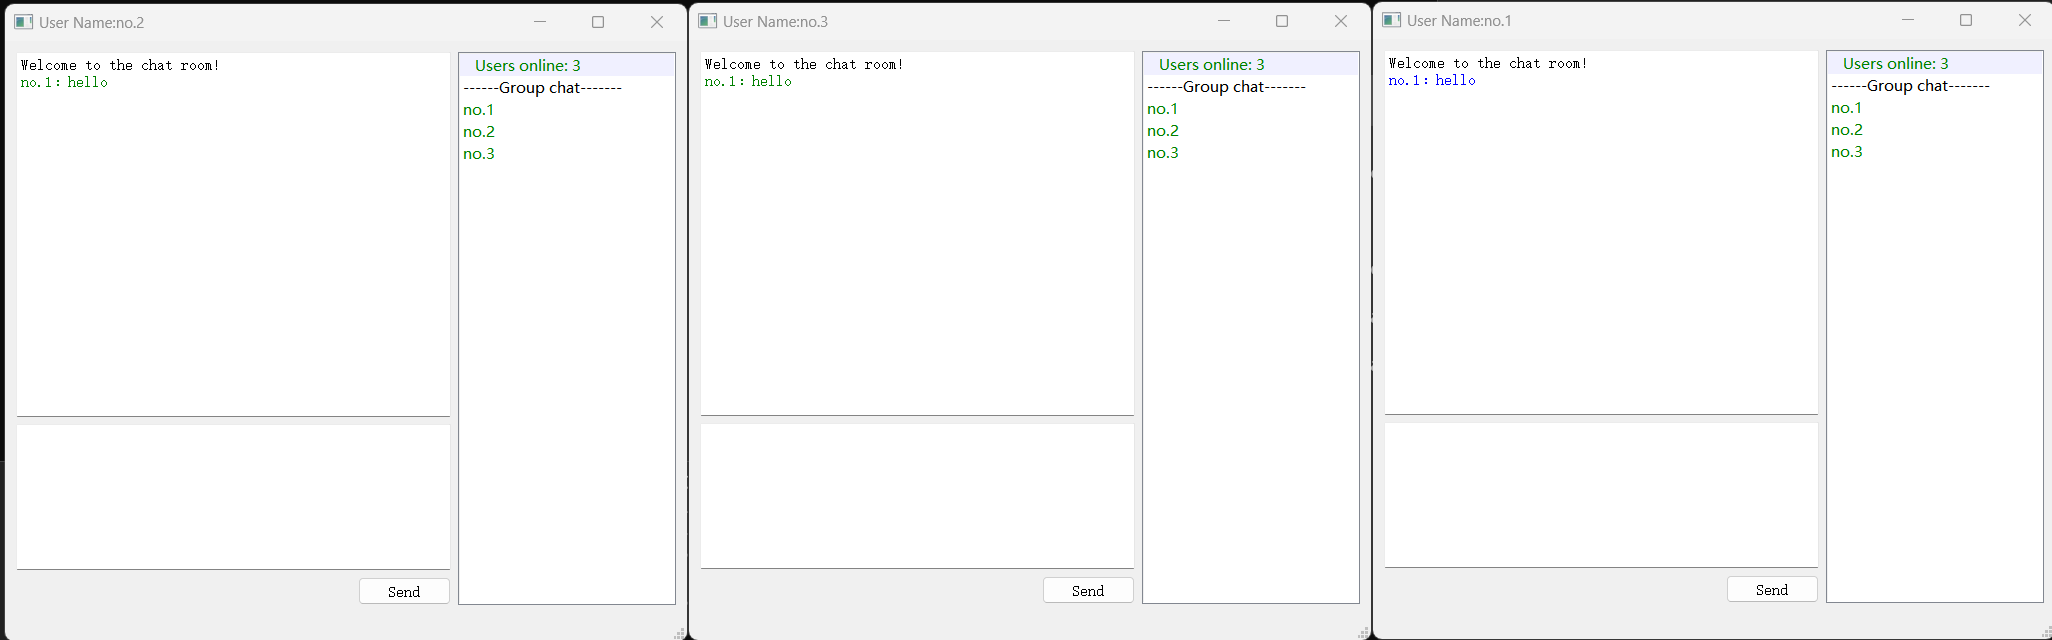 User Name:no.2
Welcome to the chat room!
no.1: hello
Send
Users online: 3
------Group chat-------
no.1
no.2
no.3
User Name:no.3
Welcome to the chat room!
no.1: hello
Send
Users online: 3
------Group chat-------
no.1
no.2
no.3
User Name:no.1
Welcome to the chat room!
no.1: hello
Send
Users online: 3
------Group chat-------
no.1
no.2
no.3